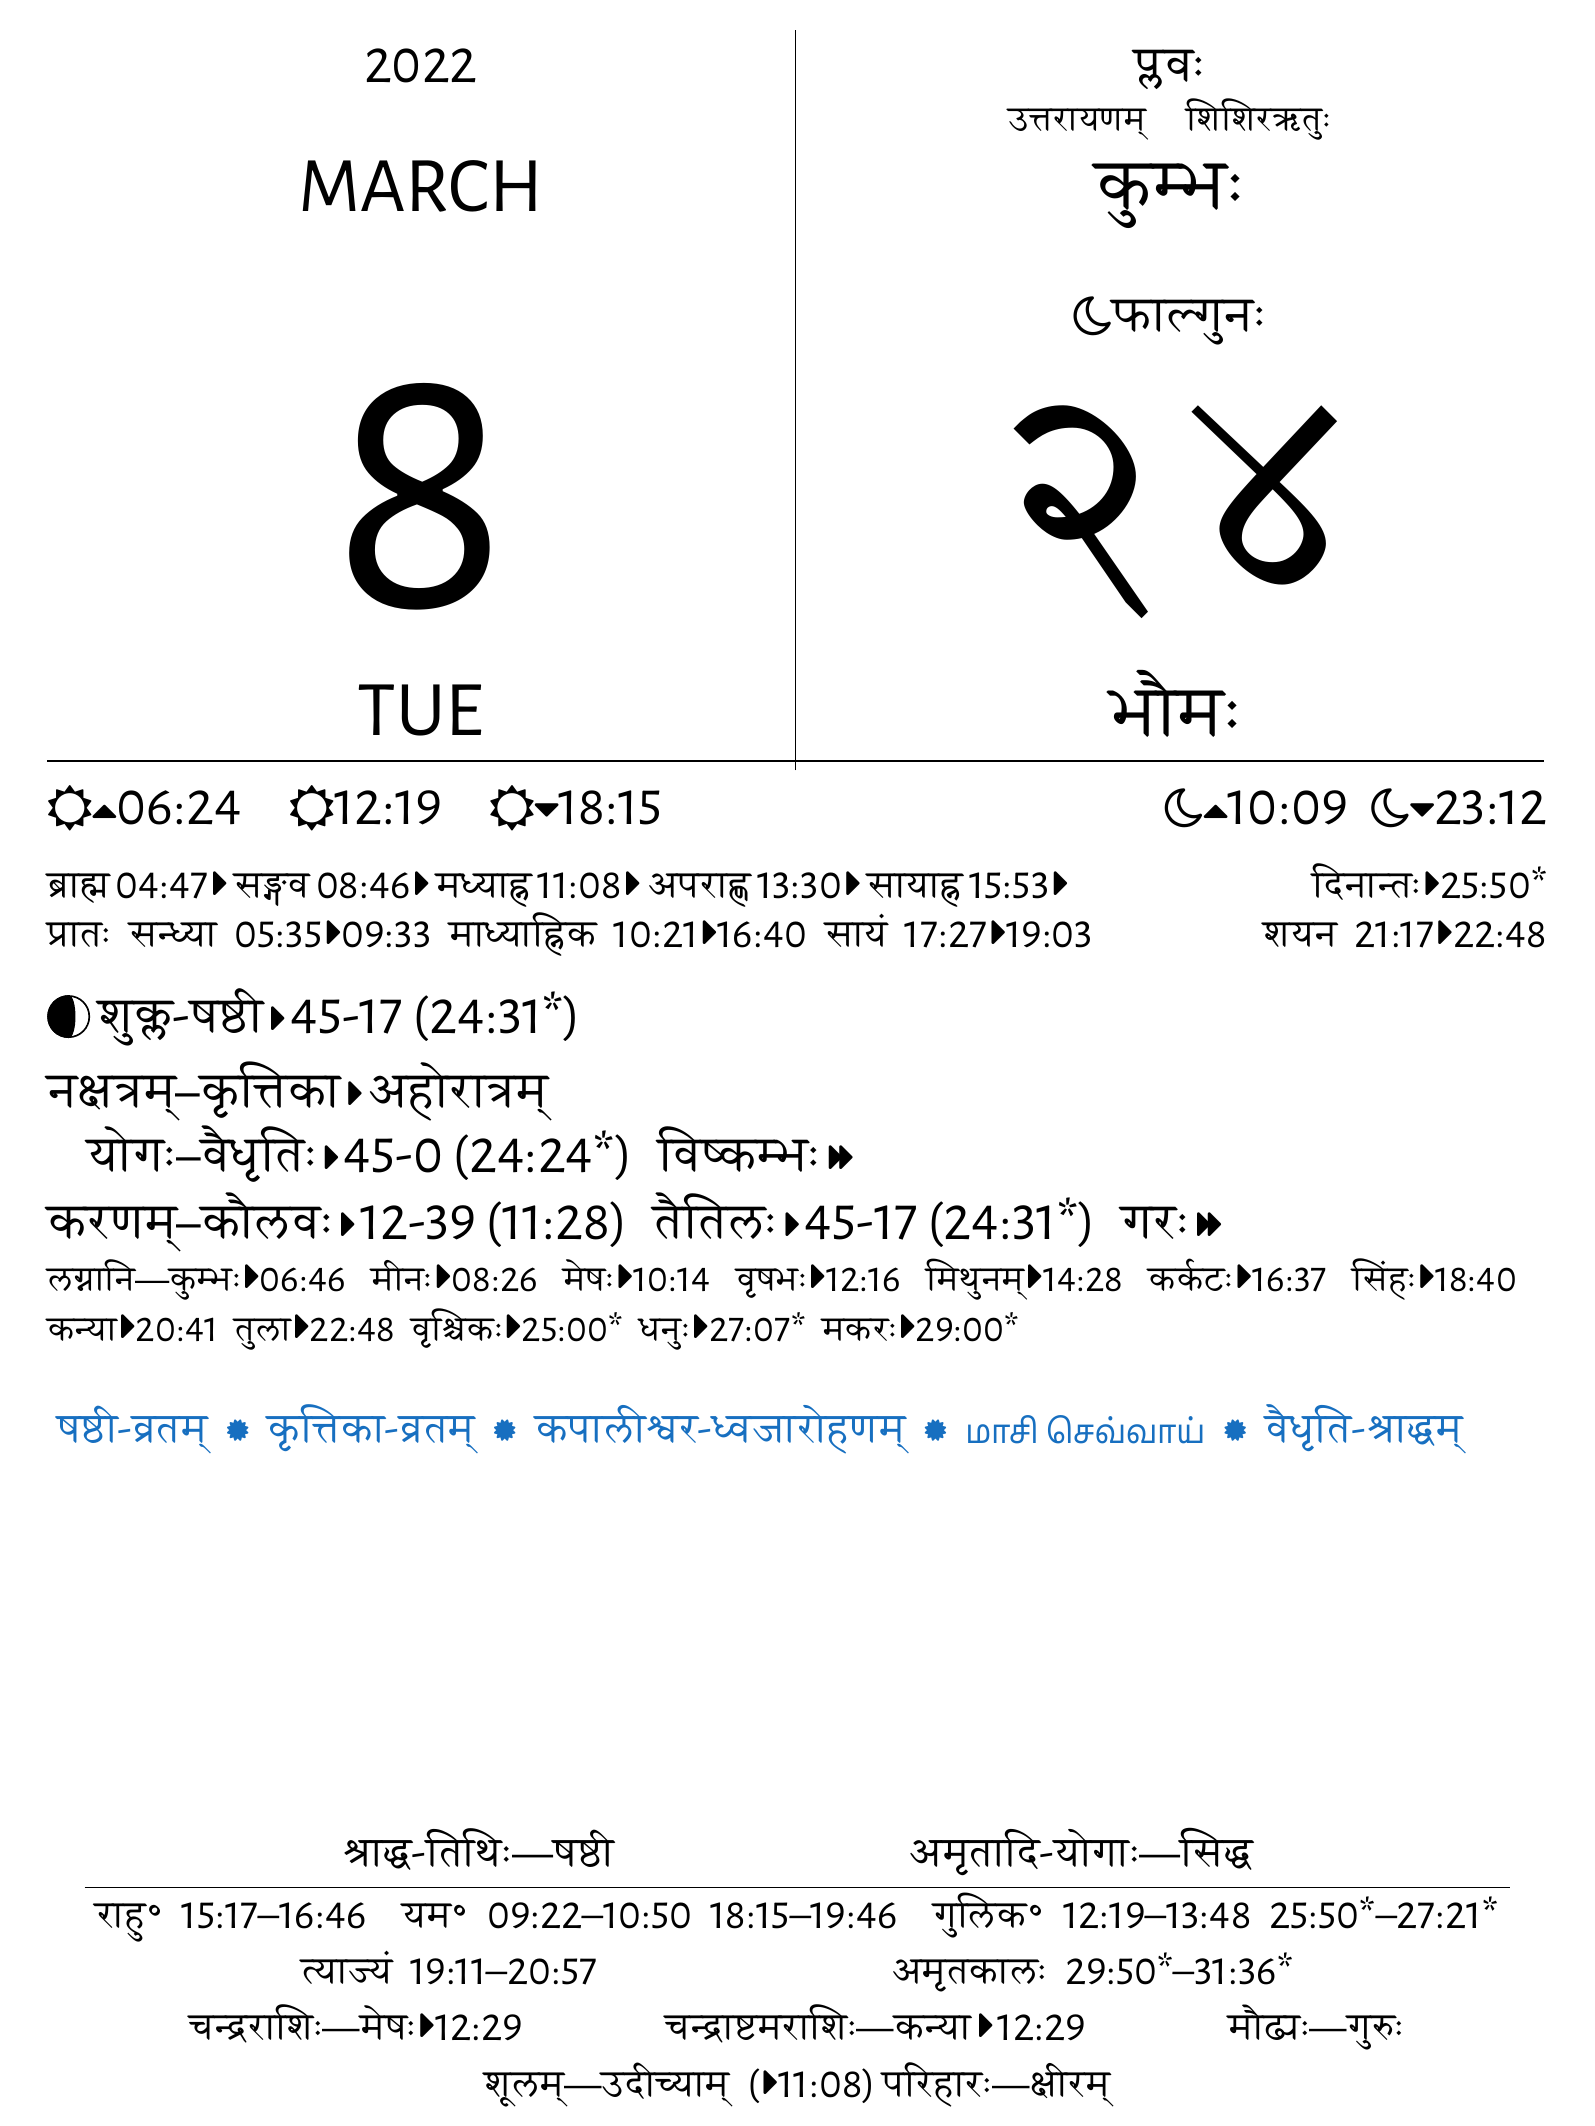 2022
MARCH
8
TUE
प्लवः
उत्तरायणम् शिशिरऋतुः
कुम्भः
फाल्गुनः
२४
भौमः
06:24 12:19 18:15 10:09 23:12
ब्राह्म 04:47 सङ्गव 08:46 मध्याह्न 11:08 अपराह्ण 13:30 सायाह्न 15:53 दिनान्तः 25:50*
प्रातः सन्ध्या 05:35 09:33 माध्याह्निक 10:21 16:40 सायं 17:27 19:03 शयन 21:17 22:48
शुक्ल-षष्ठी 45-17 (24:31*)
नक्षत्रम्–कृत्तिका अहोरात्रम्
योगः–वैधृतिः 45-0 (24:24*) विष्कम्भः
करणम्–कौलवः 12-39 (11:28) तैतिलः 45-17 (24:31*) गरः
लग्नानि—कुम्भः 06:46 मीनः 08:26 मेषः 10:14 वृषभः 12:16 मिथुनम् 14:28 कर्कटः 16:37 सिंहः 18:40
कन्या 20:41 तुला 22:48 वृश्चिकः 25:00* धनुः 27:07* मकरः 29:00*
षष्ठी-व्रतम् ✹ कृत्तिका-व्रतम् ✹ कपालीश्वर-ध्वजारोहणम् ✹ மாசி செவ்வாய் ✹ वैधृति-श्राद्धम्
श्राद्ध-तिथिः—षष्ठी अमृतादि-योगाः—सिद्ध
राहु॰ 15:17–16:46 यम॰ 09:22–10:50 18:15–19:46 गुलिक॰ 12:19–13:48 25:50*–27:21*
त्याज्यं 19:11–20:57 अमृतकालः 29:50*–31:36*
चन्द्रराशिः—मेषः 12:29 चन्द्राष्टमराशिः—कन्या 12:29 मौढ्यः—गुरुः
शूलम्—उदीच्याम् (11:08) परिहारः—क्षीरम्